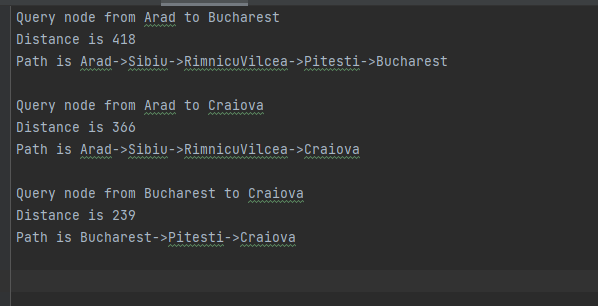 Query node from Arad to Bucharest
Distance is 418
Path is Arad->Sibiu->RimnicuVilcea->Pitesti->Bucharest
Query node from Arad to Craiova
Distance is 366
Path is Arad->Sibiu->RimnicuVilcea->Craiova
Query node from Bucharest to Craiova
Distance is 239
Path is Bucharest->Pitesti->Craiova